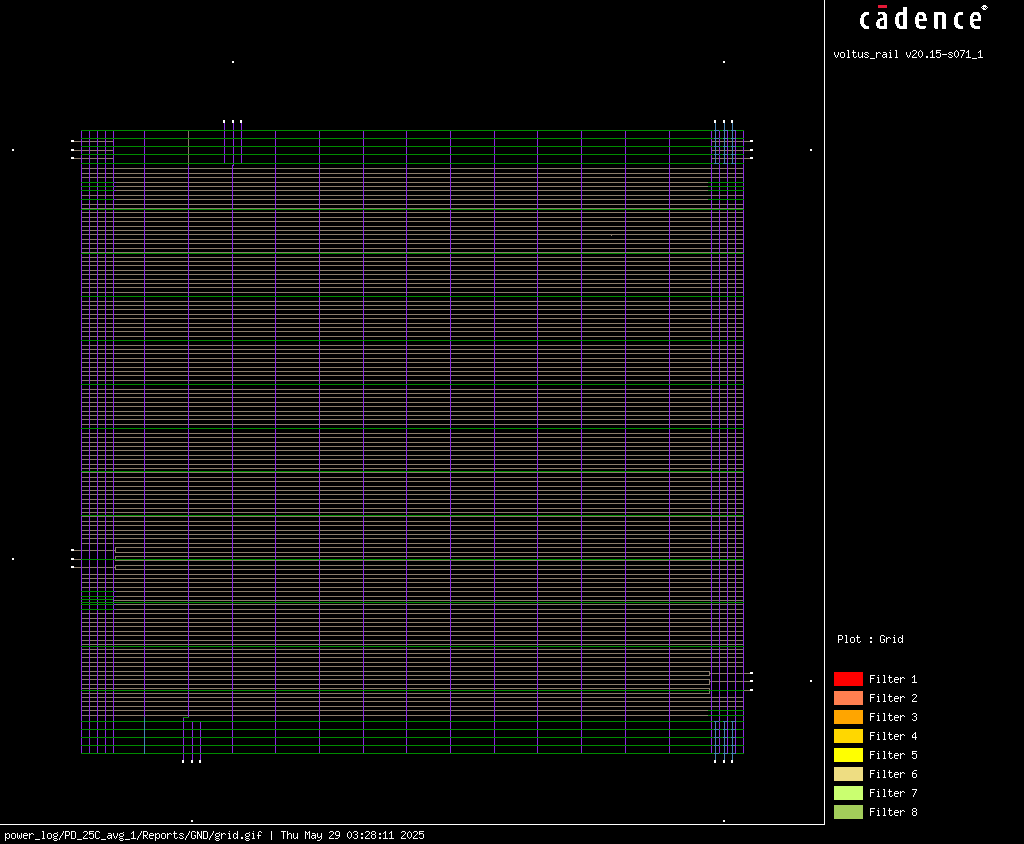 cādence®
voltus_rail v20.15-s071_1
Plot : Grid
Filter 1
Filter 2
Filter 3
Filter 4
Filter 5
Filter 6
Filter 7
Filter 8
power_log/PD_25C_avg_1/Reports/GND/grid.gif | Thu May 29 03:28:11 2025